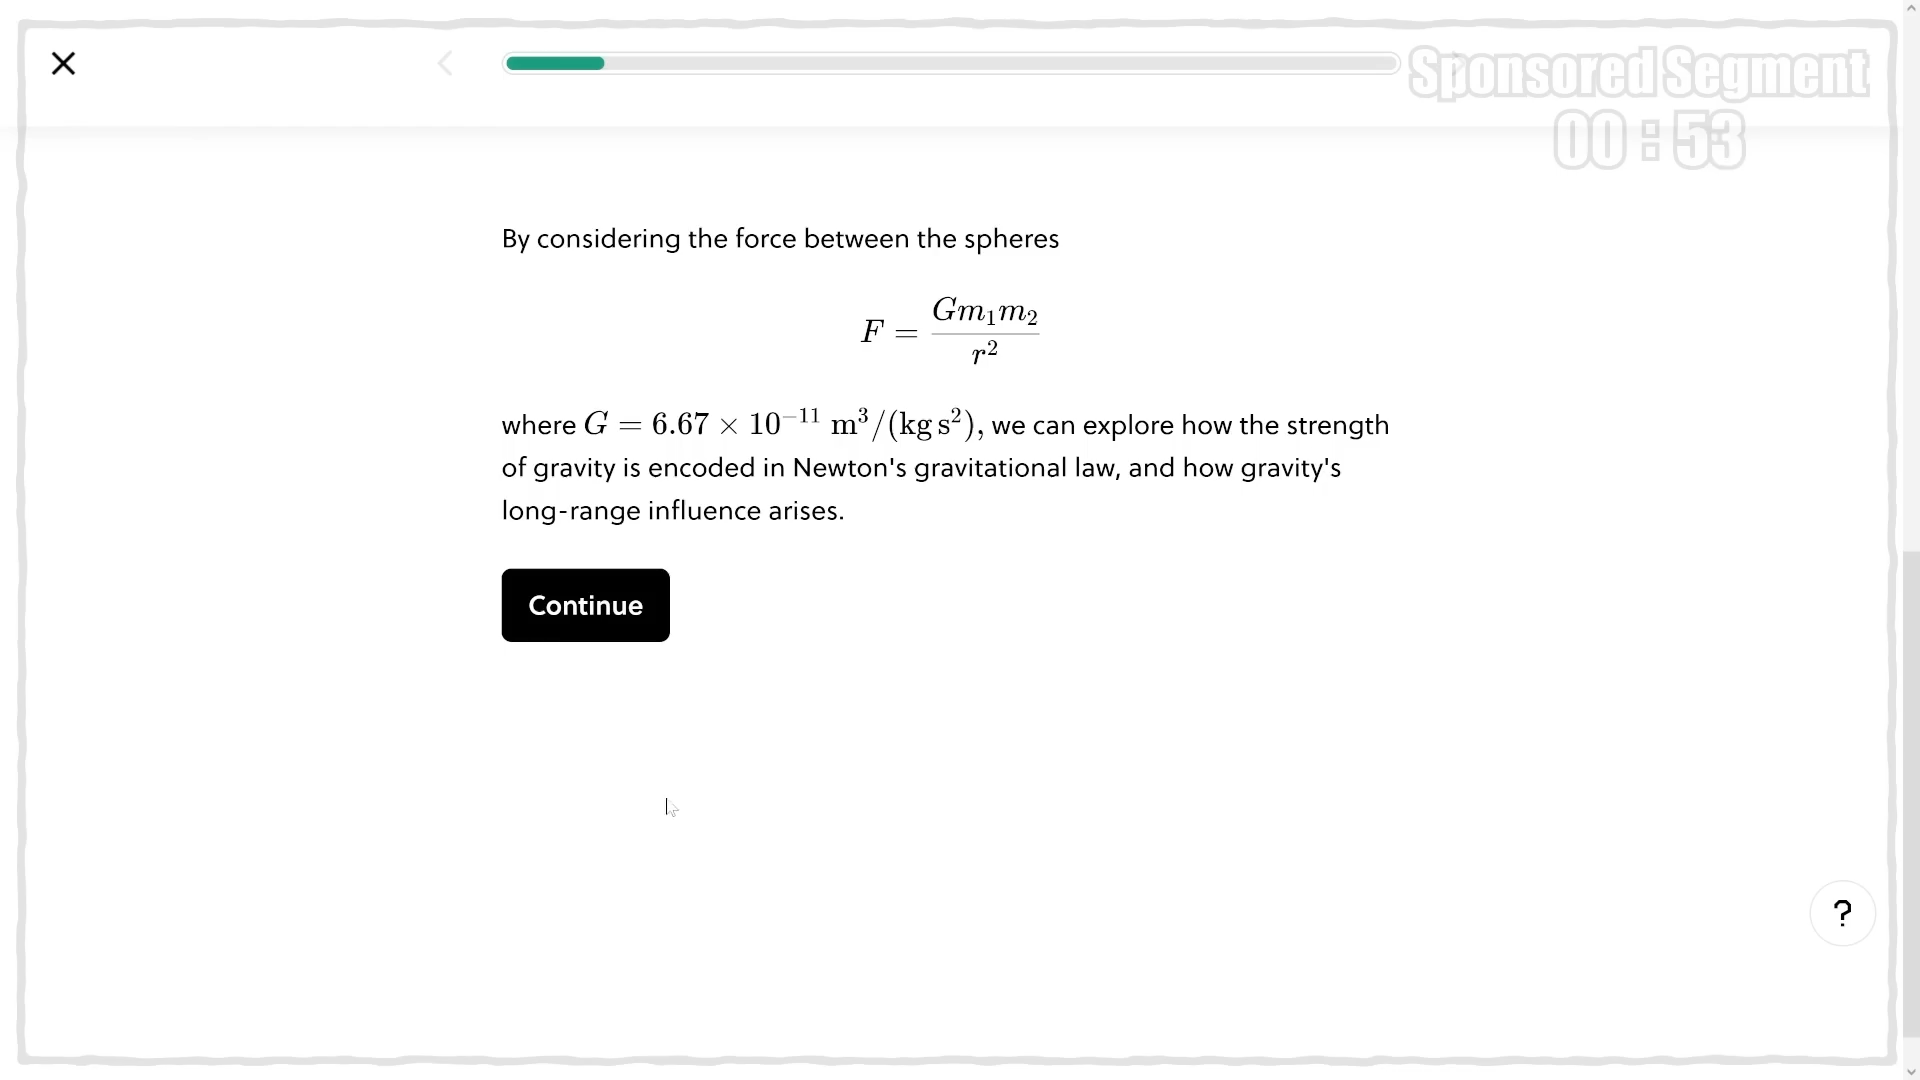 Sponsored Segment
00 : 53
By considering the force between the spheres
F = Gm₁m₂ / r²
where G = 6.67 × 10⁻¹¹ m³/(kg s²), we can explore how the strength
of gravity is encoded in Newton's gravitational law, and how gravity's
long-range influence arises.
Continue
?